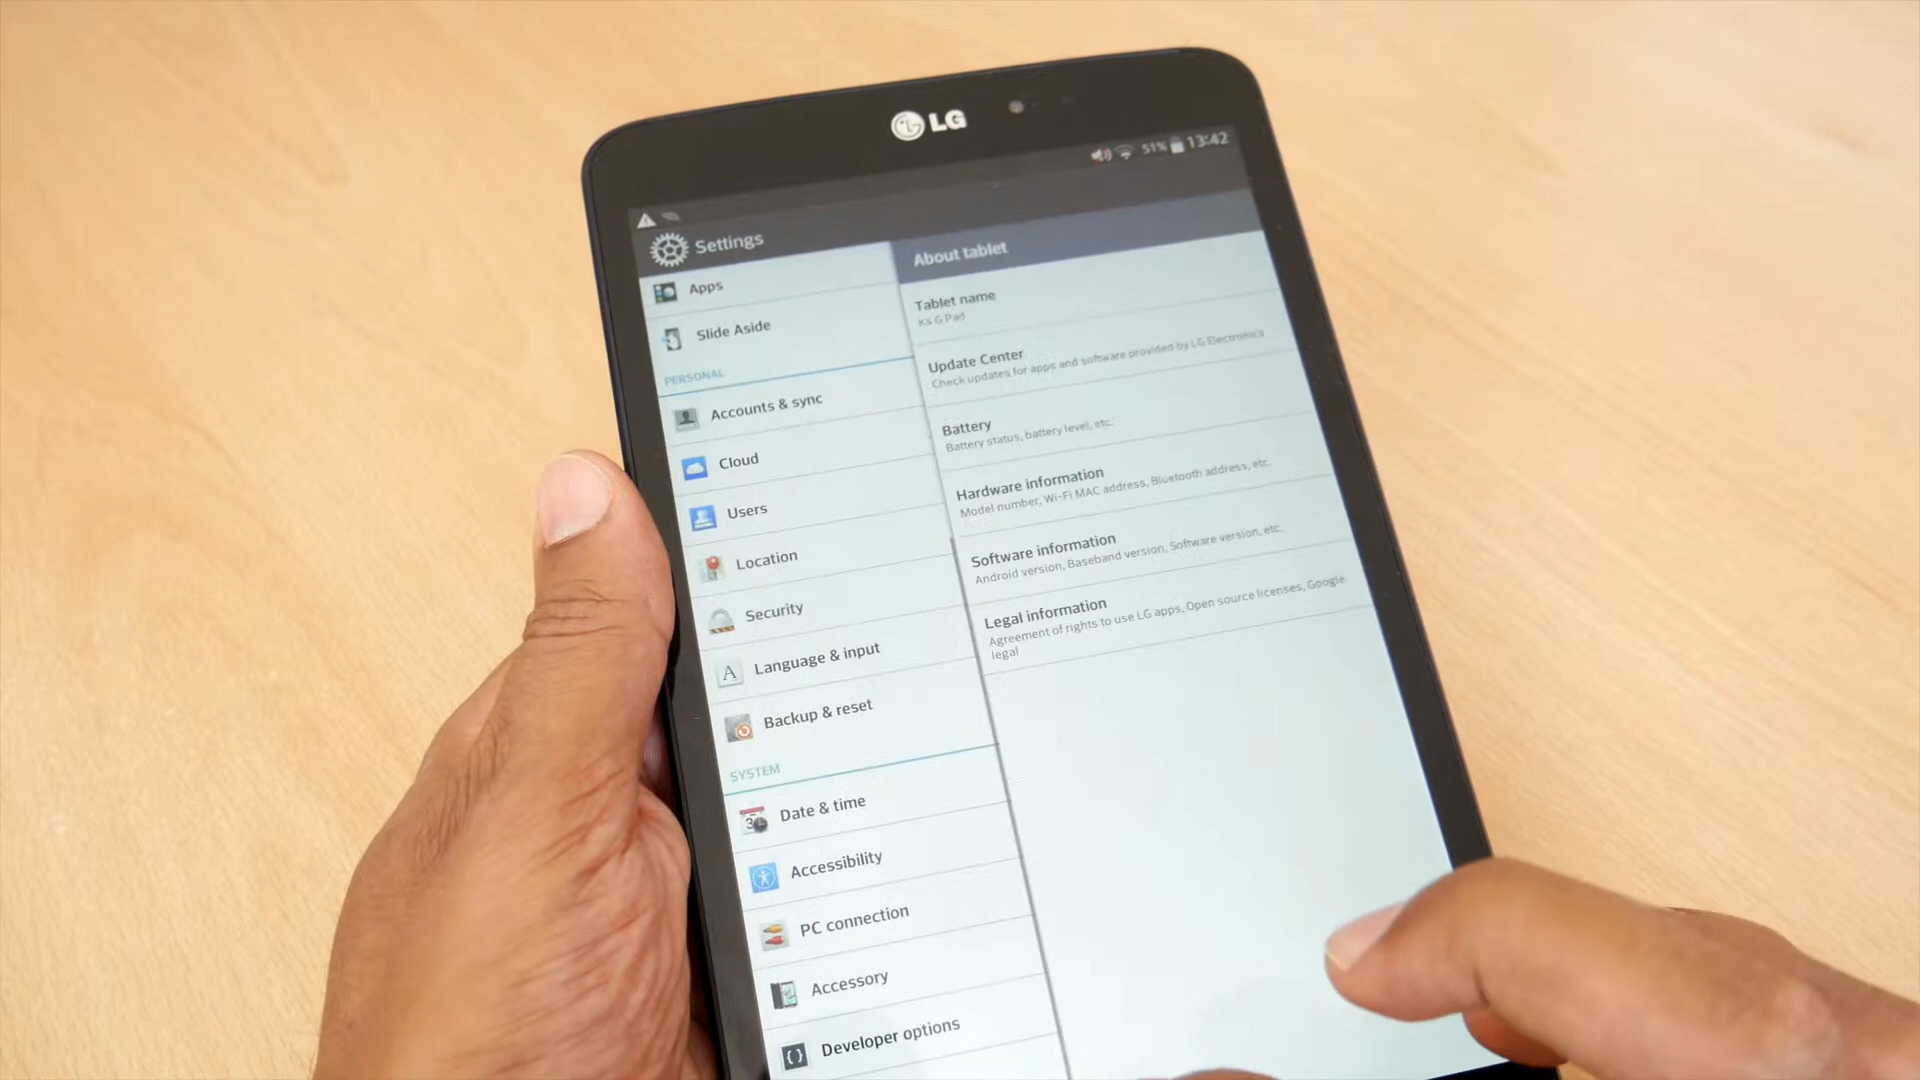 LG
51% 13:42
Settings
Apps
Slide Aside
PERSONAL
Accounts & sync
Cloud
Users
Location
Security
Language & input
Backup & reset
SYSTEM
Date & time
Accessibility
PC connection
Accessory
Developer options
About tablet
Tablet name
Ks G Pad
Update Center
Check updates for apps and software provided by LG Electronics
Battery
Battery status, battery level, etc.
Hardware information
Model number, Wi-Fi MAC address, Bluetooth address, etc.
Software information
Android version, Baseband version, Software version, etc.
Legal information
Agreement of rights to use LG apps, Open source licenses, Google
legal